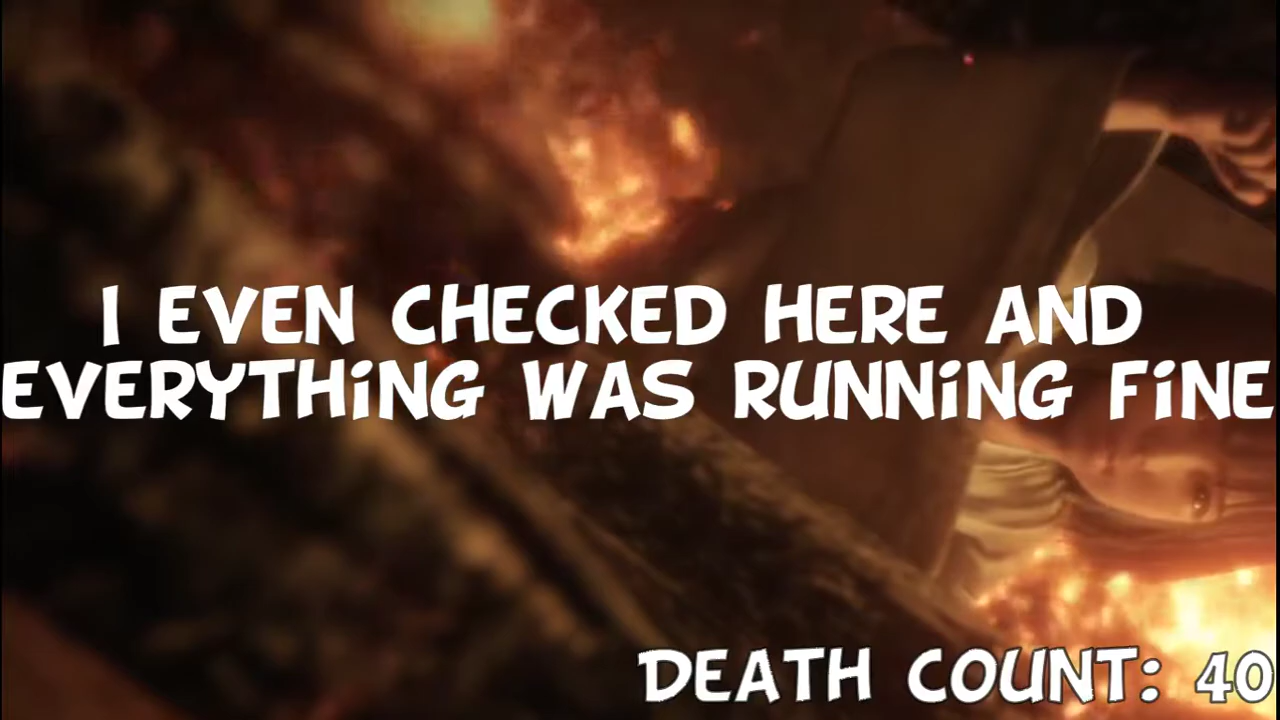 I EVEN CHECKED HERE AND
EVERYTHiNG WAS RUNNiNG FiNE
DEATH COUNT: 40